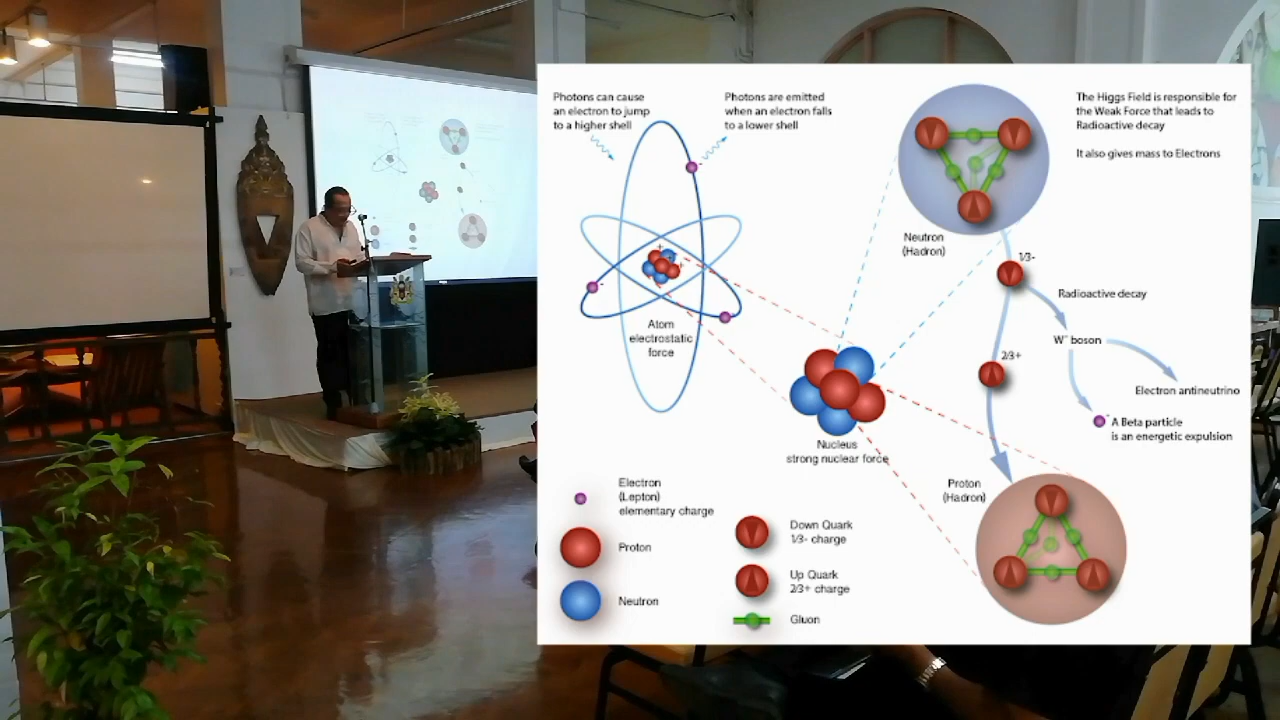 Photons can cause
an electron to jump
to a higher shell
Photons are emitted
when an electron falls
to a lower shell
The Higgs Field is responsible for
the Weak Force that leads to
Radioactive decay
It also gives mass to Electrons
Neutron
(Hadron)
1/3-
Radioactive decay
W⁻ boson
2/3+
Electron antineutrino
A Beta particle
is an energetic expulsion
Atom
electrostatic
force
Nucleus
strong nuclear force
Proton
(Hadron)
Electron
(Lepton)
elementary charge
Proton
Neutron
Down Quark
1/3- charge
Up Quark
2/3+ charge
Gluon